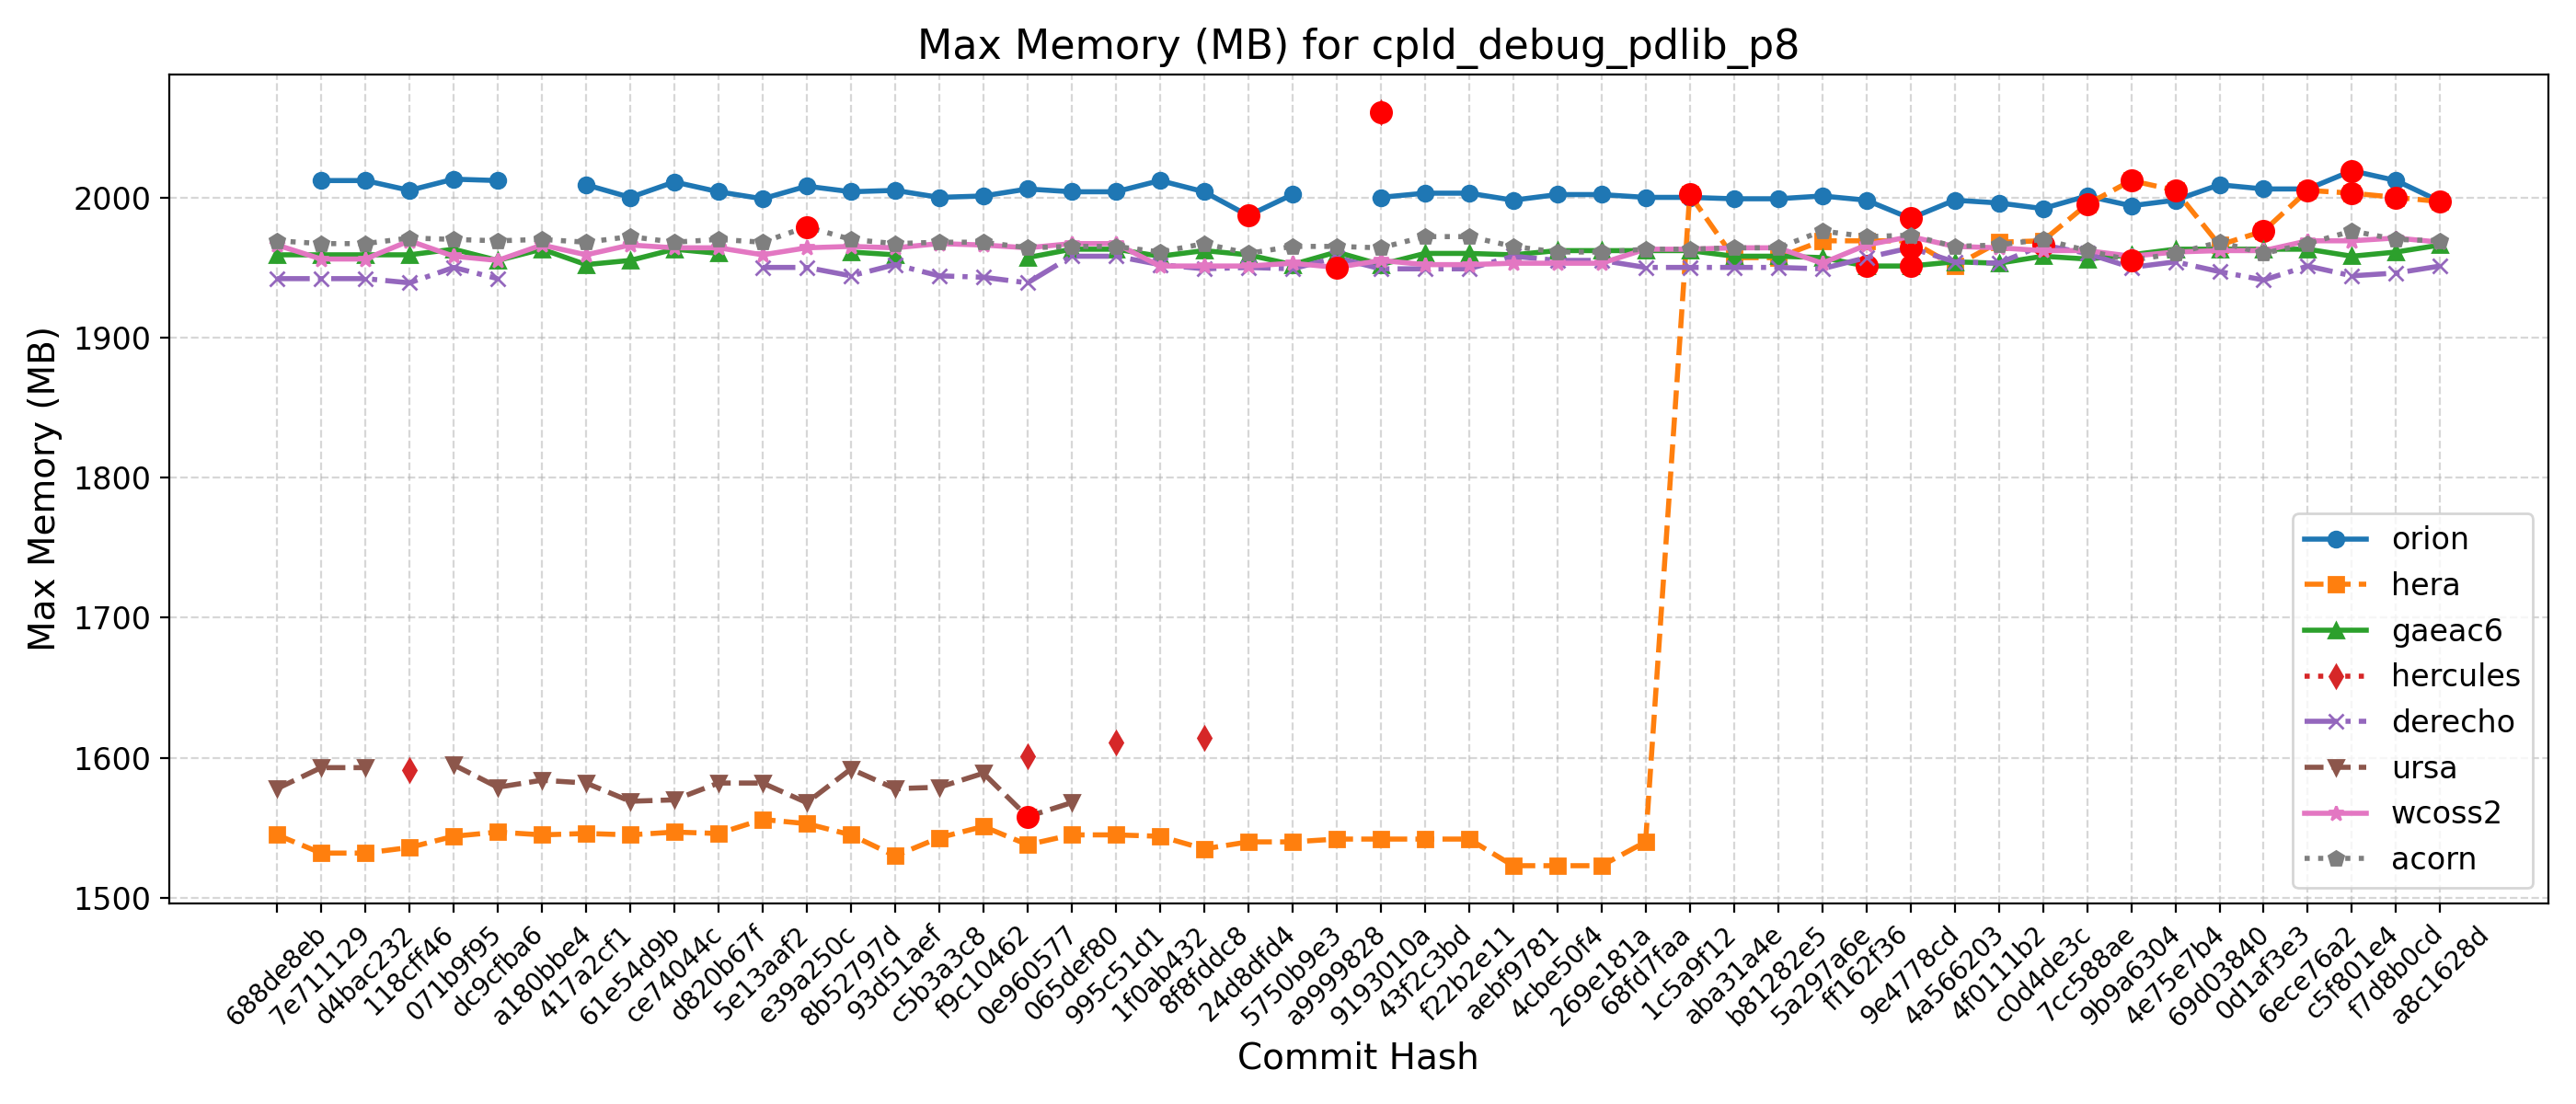 Max Memory (MB) for cpld_debug_pdlib_p8
Max Memory (MB)
2000
1900
1800
1700
1600
1500
orion
hera
gaeac6
hercules
derecho
ursa
wcoss2
acorn
688de8eb
7e711129
d4bac232
118cff46
071b9f95
dc9cfba6
a180bbe4
417a2cf1
61e54d9b
ce74044c
d820b67f
5e13aaf2
e39a250c
8b52797d
93d51aef
c5b3a3c8
f9c10462
0e960577
065def80
995c51d1
1f0ab432
8f8fddc8
24d8dfd4
5750b9e3
a9999828
9193010a
43f2c3bd
f22b2e11
aebf9781
4cbe50f4
269e181a
68fd7faa
1c5a9f12
aba31a4e
b81282e5
5a297a6e
ff162f36
9e4778cd
4a566203
4f0111b2
c0d4de3c
7cc588ae
9b9a6304
4e75e7b4
69d03840
0d1af3e3
6ece76a2
c5f801e4
f7d8b0cd
a8c1628d
Commit Hash